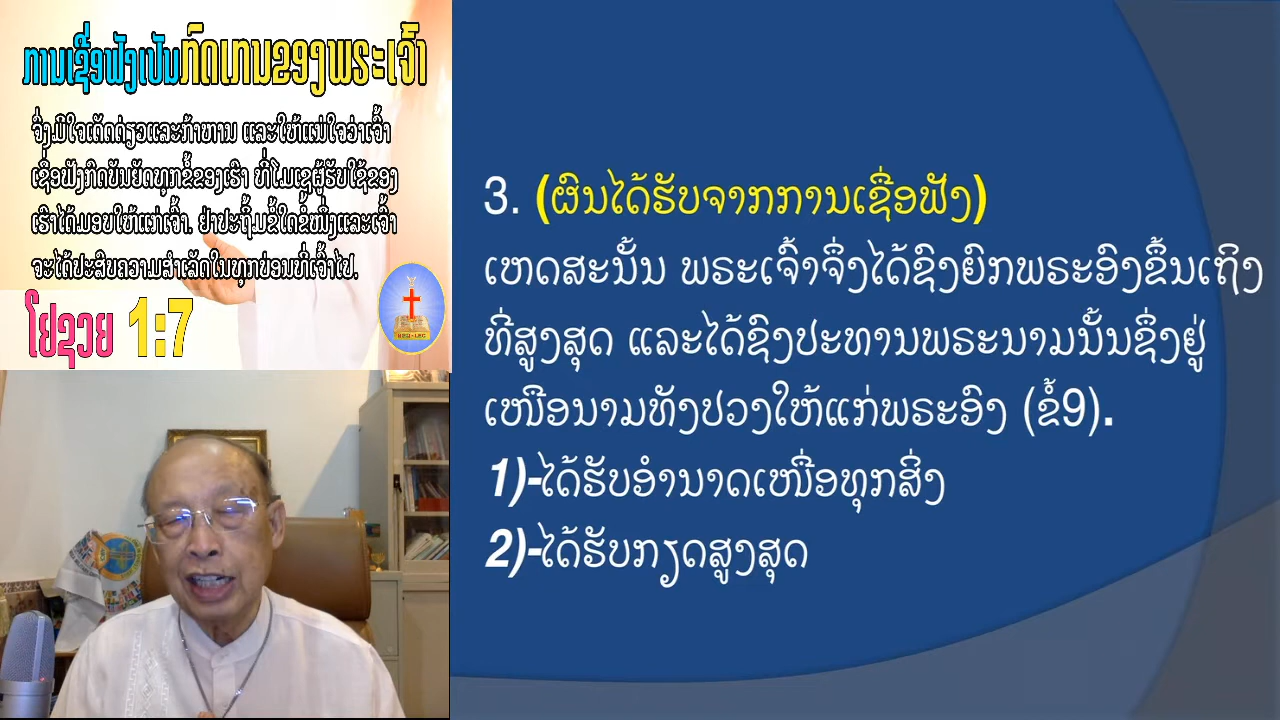 ການເຊື່ອຟັງເປັນກົດເກນຂອງພຣະເຈົ້າ
ຈົ່ງມີໃຈເດັດດ່ຽວແລະກ້າຫານ ແລະໃຫ້ແນ່ໃຈວ່າເຈົ້າ
ເຊື່ອຟັງກົດບັນຍັດທຸກຂໍ້ຂອງເຮົາ ທີ່ໂມເຊຜູ້ຮັບໃຊ້ຂອງ
ເຮົາໄດ້ມອບໃຫ້ແກ່ເຈົ້າ. ຢ່າປະຖິ້ມຂໍ້ໃດຂໍ້ໜຶ່ງແລະເຈົ້າ
ຈະໄດ້ປະສົບຄວາມສຳເລັດໃນທຸກບ່ອນທີ່ເຈົ້າໄປ.
ໂຢຊວຍ 1:7
3. (ຜົນໄດ້ຮັບຈາກການເຊື່ອຟັງ)
ເຫດສະນັ້ນ ພຣະເຈົ້າຈຶ່ງໄດ້ຊົງຍົກພຣະອົງຂຶ້ນເຖິງ
ທີ່ສູງສຸດ ແລະໄດ້ຊົງປະທານພຣະນາມນັ້ນຊຶ່ງຢູ່
ເໜືອນາມທັງປວງໃຫ້ແກ່ພຣະອົງ (ຂໍ້9).
1)-ໄດ້ຮັບອຳນາດເໜື່ອທຸກສິ່ງ
2)-ໄດ້ຮັບກຽດສູງສຸດ